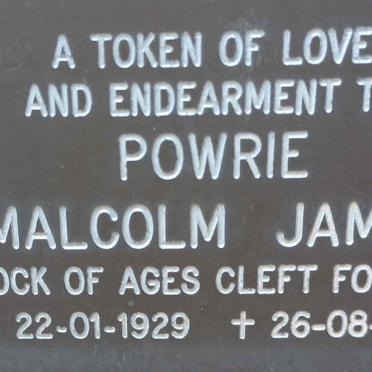 A TOKEN OF LOVE
AND ENDEARMENT T
POWRIE
MALCOLM JAM
OCK OF AGES CLEFT FO
22-01-1929 + 26-08-